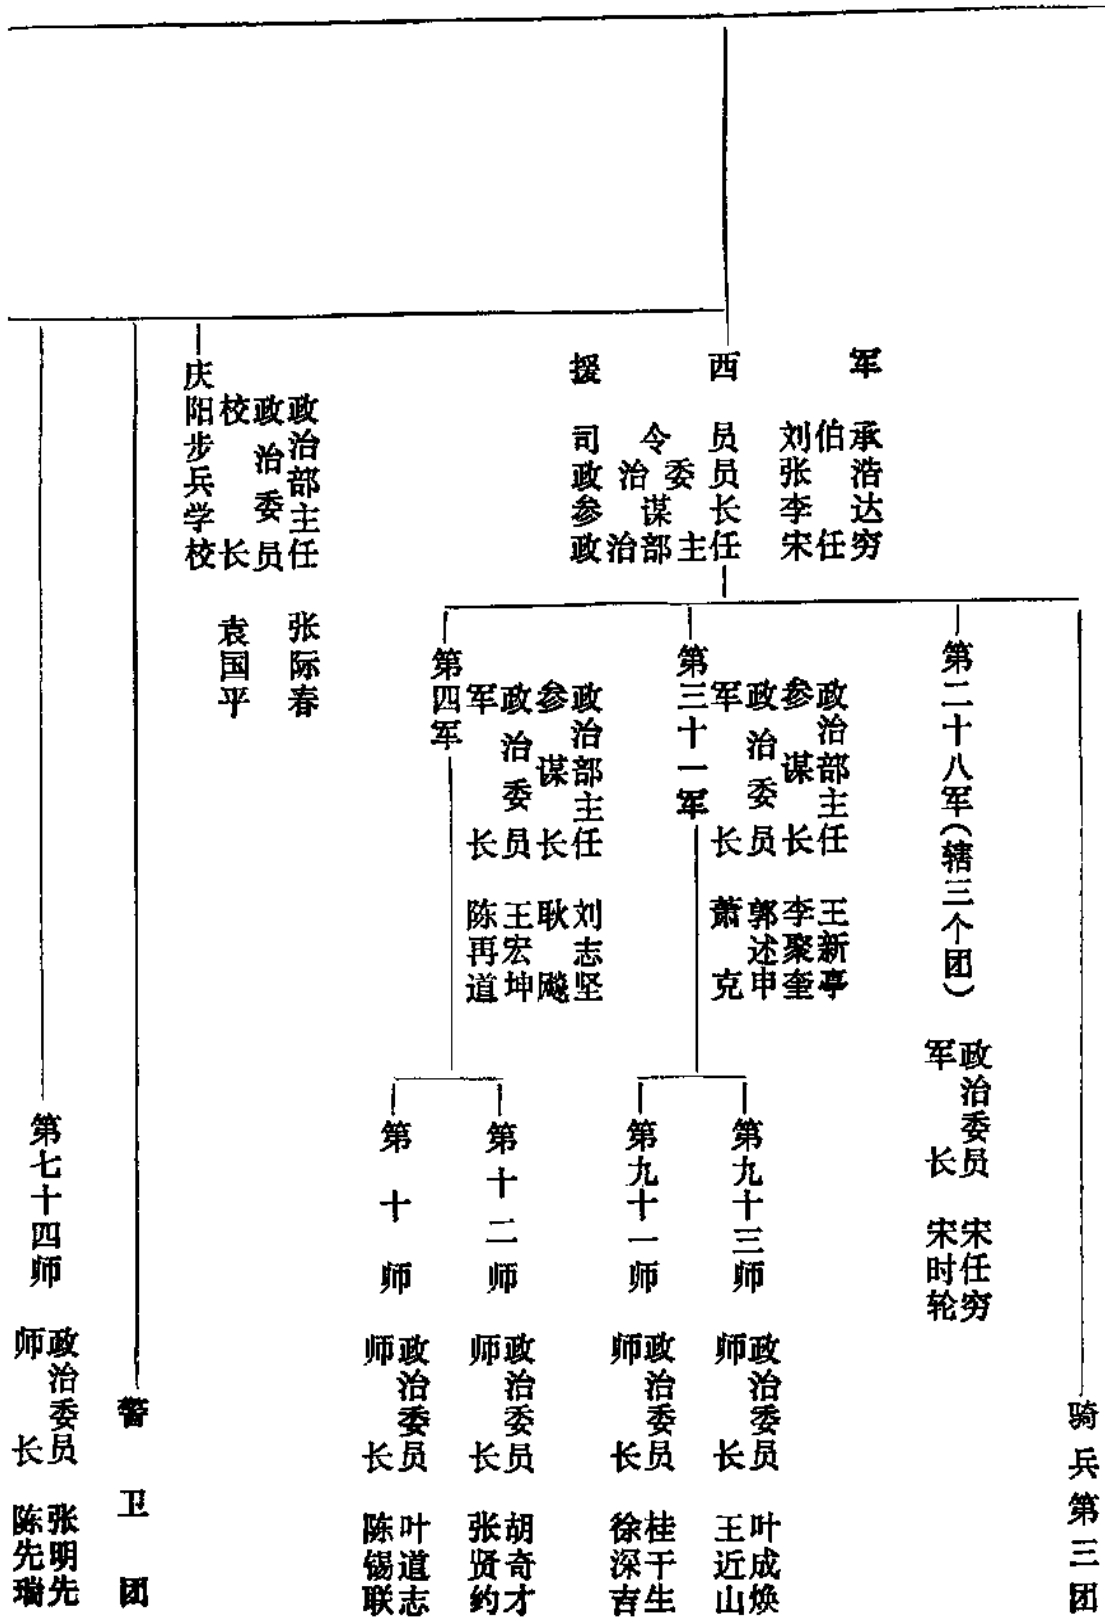 援西军
司令员 刘伯承
政治委员 张浩
参谋长 李达
政治部主任 宋任穷
庆阳步兵学校
校长 袁国平
政治委员
政治部主任 张际春
第四军
军长 陈再道
政治委员 王宏坤
参谋长 耿飚
政治部主任 刘志坚
第三十一军
军长 萧克
政治委员 郭述申
参谋长 李聚奎
政治部主任 王新亭
第二十八军(辖三个团)
军长 宋时轮
政治委员 宋任穷
第七十四师
师长 陈先瑞
政治委员 张明先
警卫团
第十师
师长 陈锡联
政治委员 叶道志
第十二师
师长 张贤约
政治委员 胡奇才
第九十一师
师长 徐深吉
政治委员 桂干生
第九十三师
师长 王近山
政治委员 叶成焕
骑兵第三团